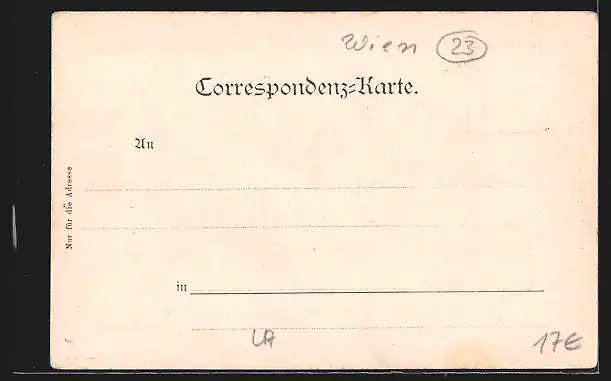 Wien 23
Correspondenz-Karte.
An
Nur für die Adresse
in
LA
17€